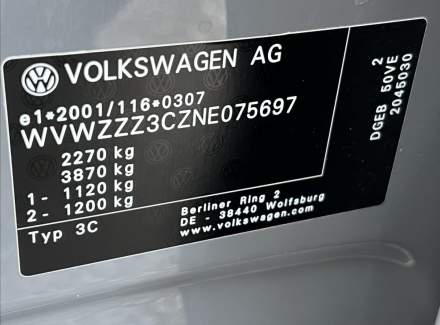 VOLKSWAGEN AG
e1*2001/116*0307
WVWZZZ3CZNE075697
2270 kg
3870 kg
1- 1120 kg
2- 1200 kg
Typ 3C
Berliner Ring 2
DE - 38440 Wolfsburg
www.volkswagen.com
2
DGEB 50VE
2045030